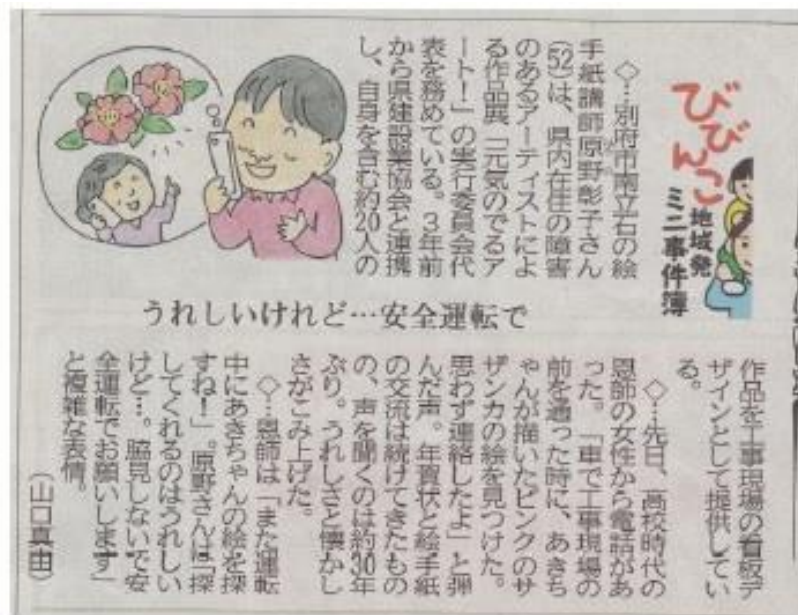 びびんこ
地域発
ミニ事件簿
◇…別府市南立石の絵
手紙講師原野彰子さん
(52)は、県内在住の障害
のあるアーティストによ
る作品展、「元気のでるア
ート！」の実行委員会代
表を務めている。３年前
から県建設業協会と連携
し、自身を含む約20人の
うれしいけれど…安全運転で
作品を工事現場の看板デ
ザインとして提供してい
る。
◇…先日、高校時代の
恩師の女性から電話があ
った。「車で工事現場の
前を通った時に、あきち
ゃんが描いたピンクのサ
ザンカの絵を見つけた。
思わず連絡したよ」と弾
んだ声。年賀状と絵手紙
の交流は続けてきたもの
の、声を聞くのは約30年
ぶり。うれしさと懐かし
さがこみ上げた。
◇…恩師は「また運転
中にあきちゃんの絵を探
すね！」。原野さんは「探
してくれるのはうれしい
けど…。脇見しないで安
全運転でお願いします」
と複雑な表情。
（山口真由）